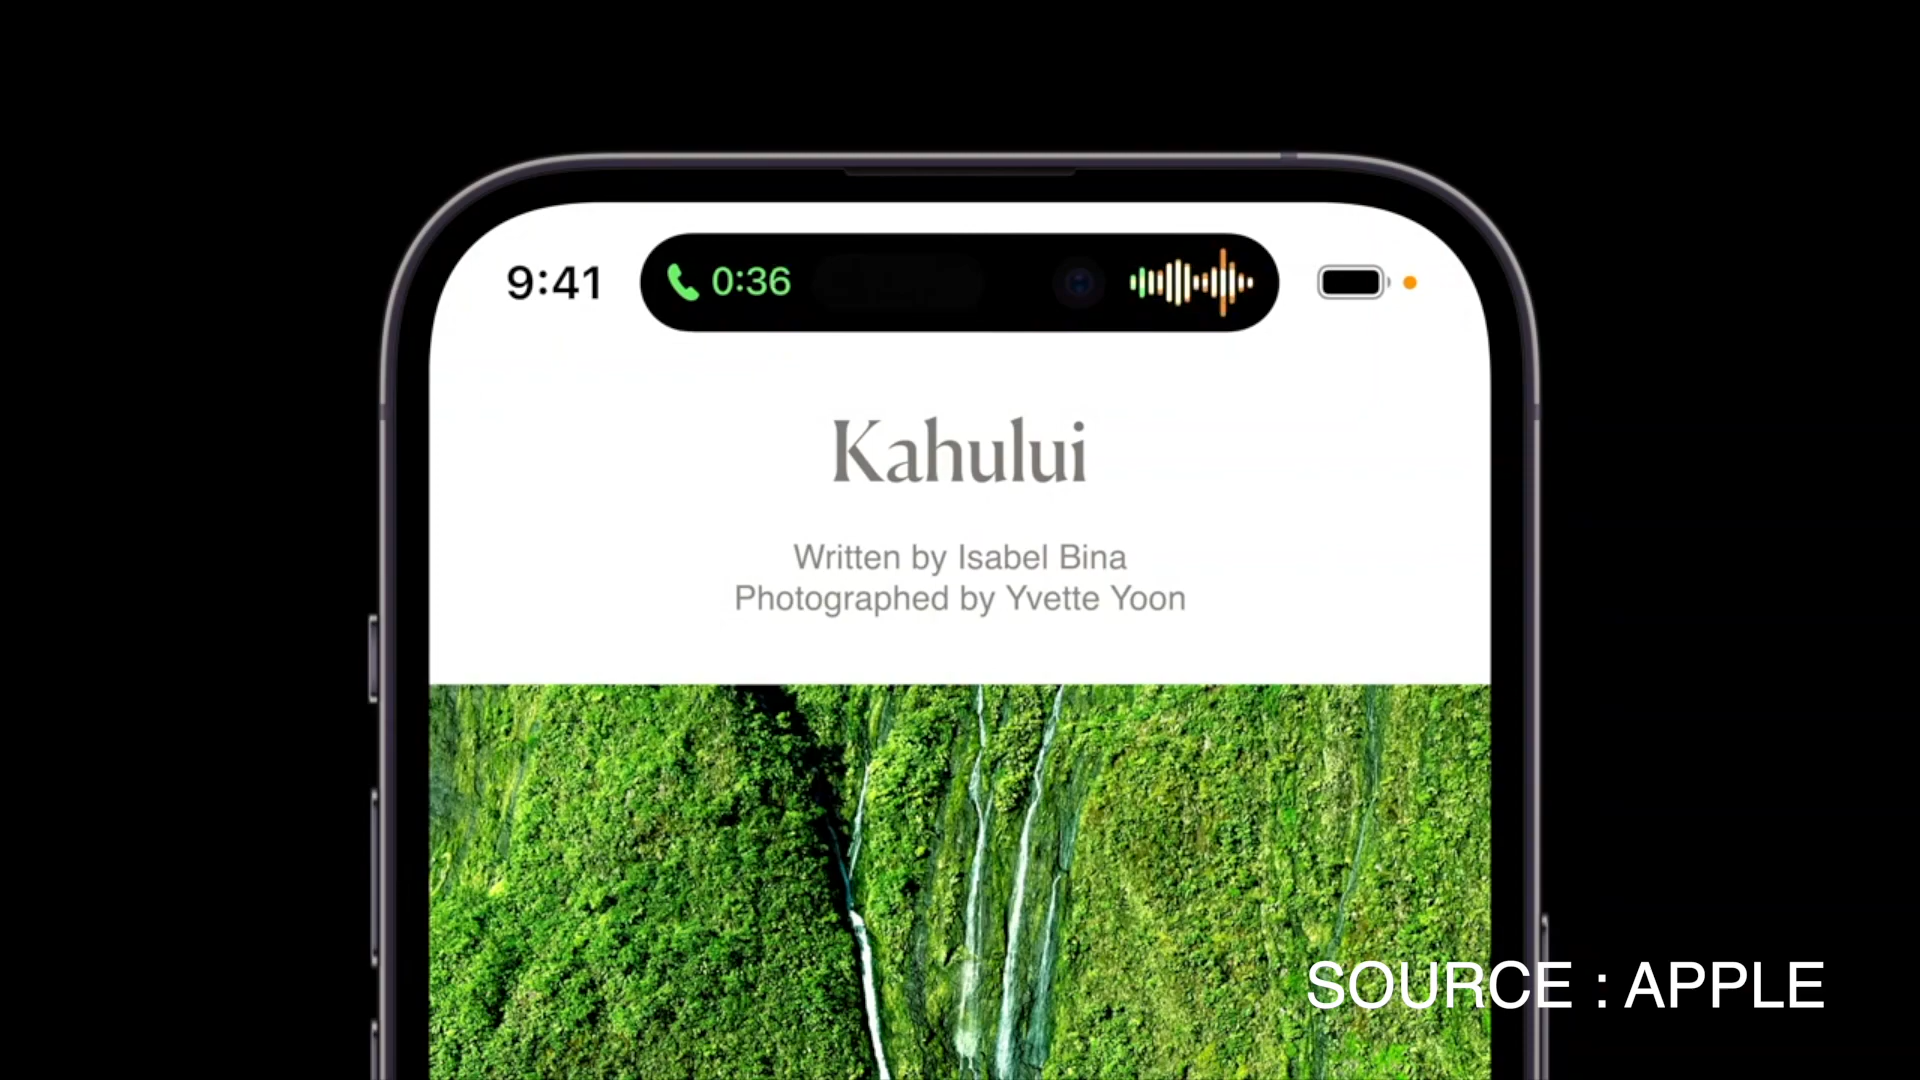 9:41
0:36
Kahului
Written by Isabel Bina
Photographed by Yvette Yoon
SOURCE : APPLE